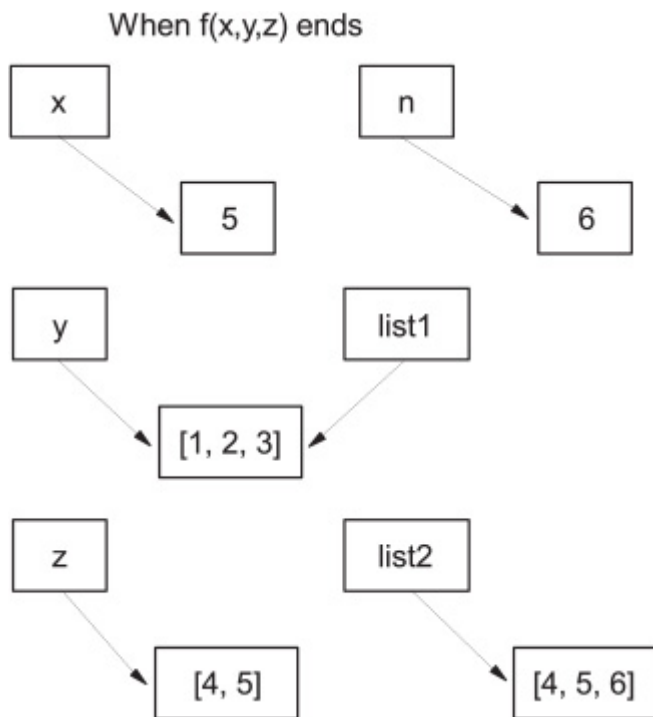 When f(x,y,z) ends
x
n
5
6
y
list1
[1, 2, 3]
z
list2
[4, 5]
[4, 5, 6]